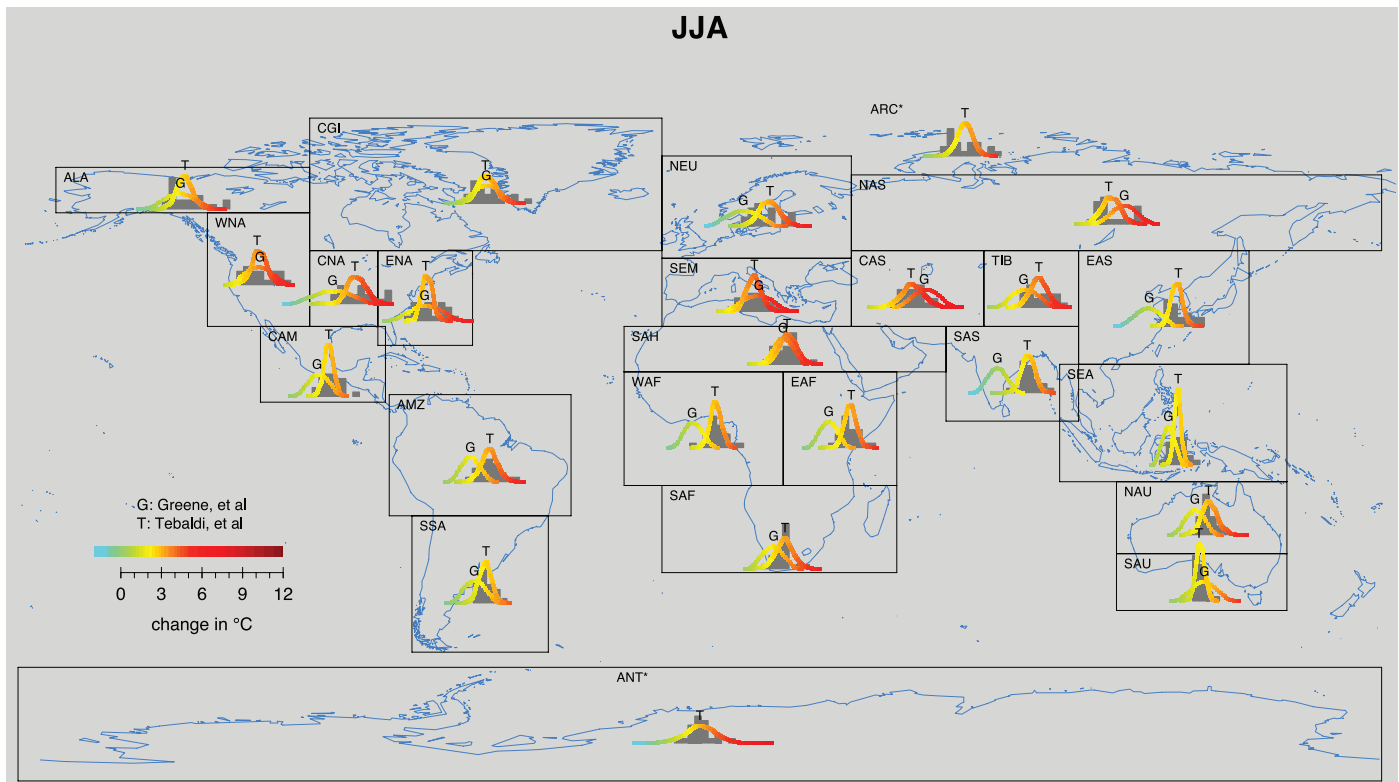 JJA
ARC*
CGI
T
T
NEU
T
G
ALA
G
T
G
NAS
T
G
T
G
WNA
T
G
CNA
T
G
ENA
T
G
SEM
T
G
CAS
T
G
TIB
T
G
EAS
T
G
CAM
T
G
SAH
T
G
SAS
T
G
SEA
T
G
WAF
T
G
EAF
T
G
AMZ
T
G
NAU
T
G
SAF
T
G
G: Greene, et al
T: Tebaldi, et al
SSA
T
G
SAU
T
G
0 3 6 9 12
change in °C
ANT*
T